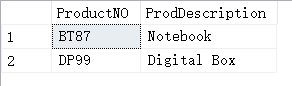 ProductNO ProdDescription
1 BT87 Notebook
2 DP99 Digital Box